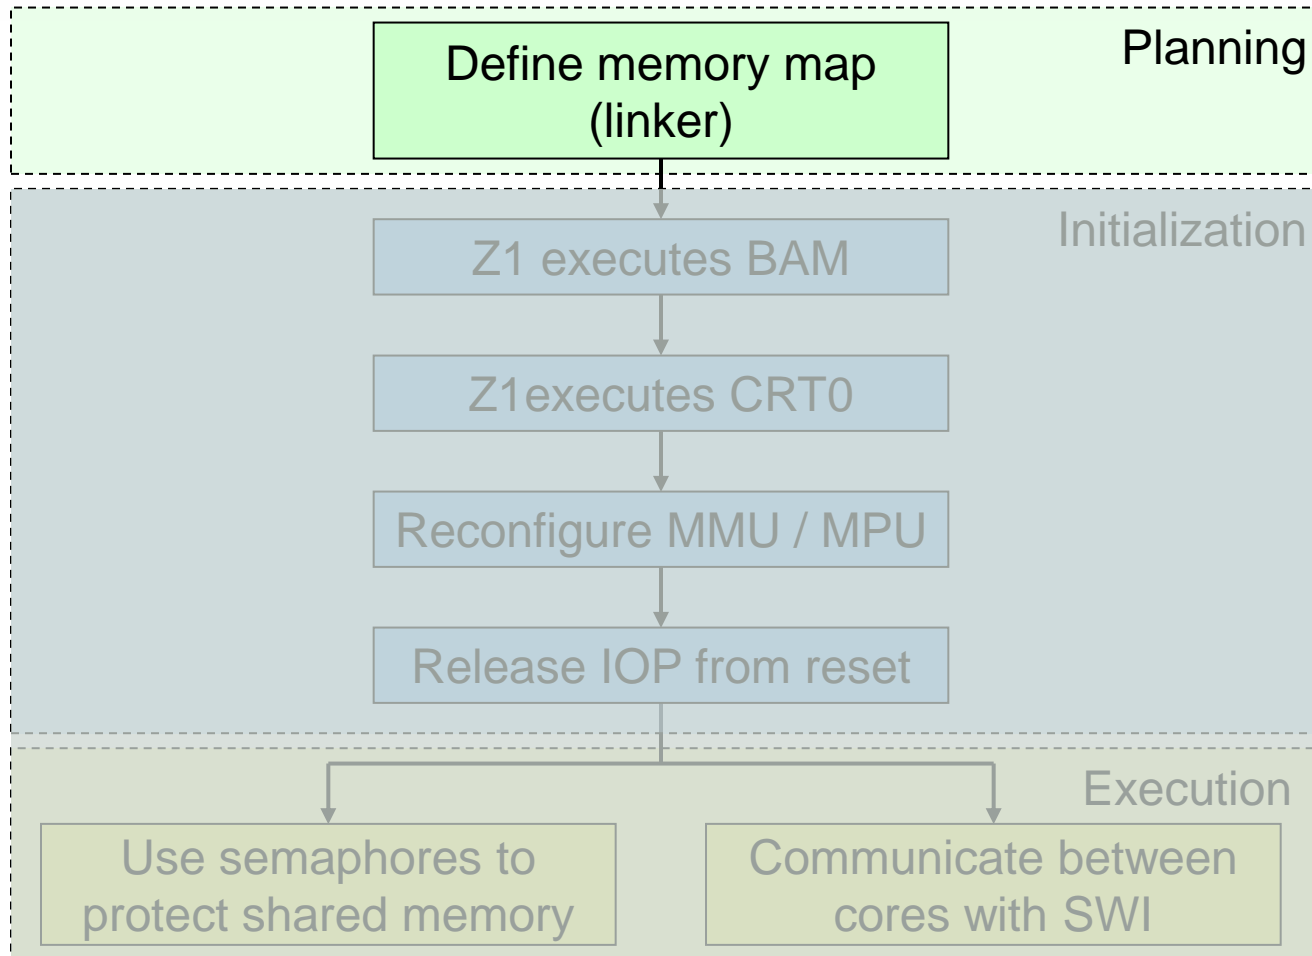 Planning
Define memory map
(linker)
Initialization
Z1 executes BAM
Z1executes CRT0
Reconfigure MMU / MPU
Release IOP from reset
Execution
Use semaphores to
protect shared memory
Communicate between
cores with SWI